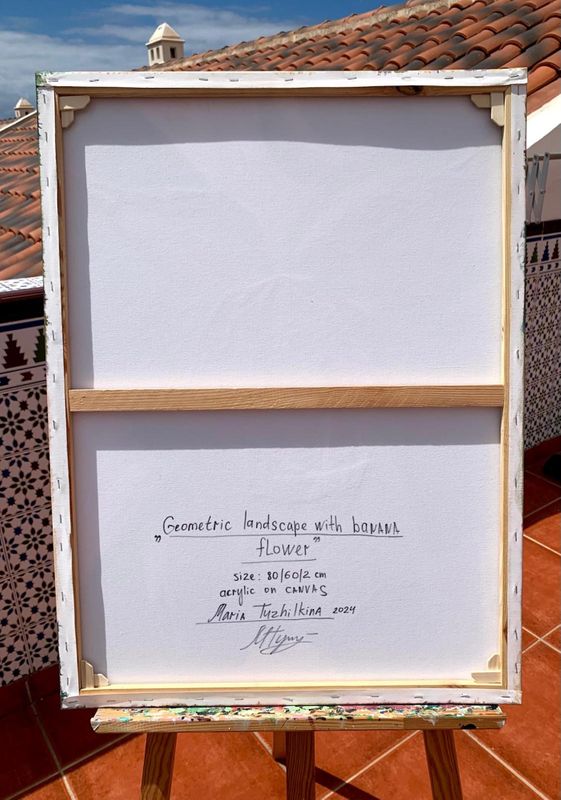 „Geometric landscape with banana
flower”
size: 80/60/2 cm
acrylic on canvas
Maria Tuzhilkina 2024